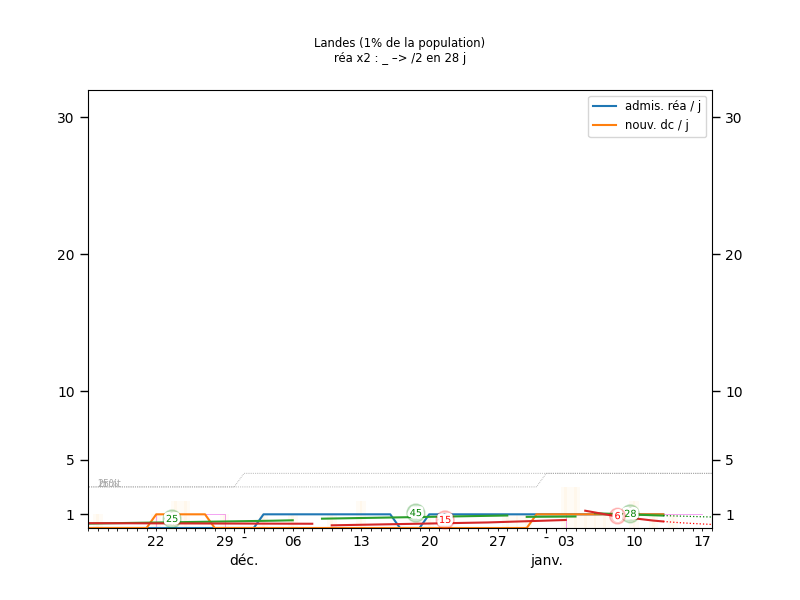 Landes (1% de la population)
réa x2 : _ –> /2 en 28 j
admis. réa / j
nouv. dc / j
30 30
20 20
10 10
5 5
1 1
25 45 15 6 28
22 29 - 06 13 20 27 - 03 10 17
déc. janv.